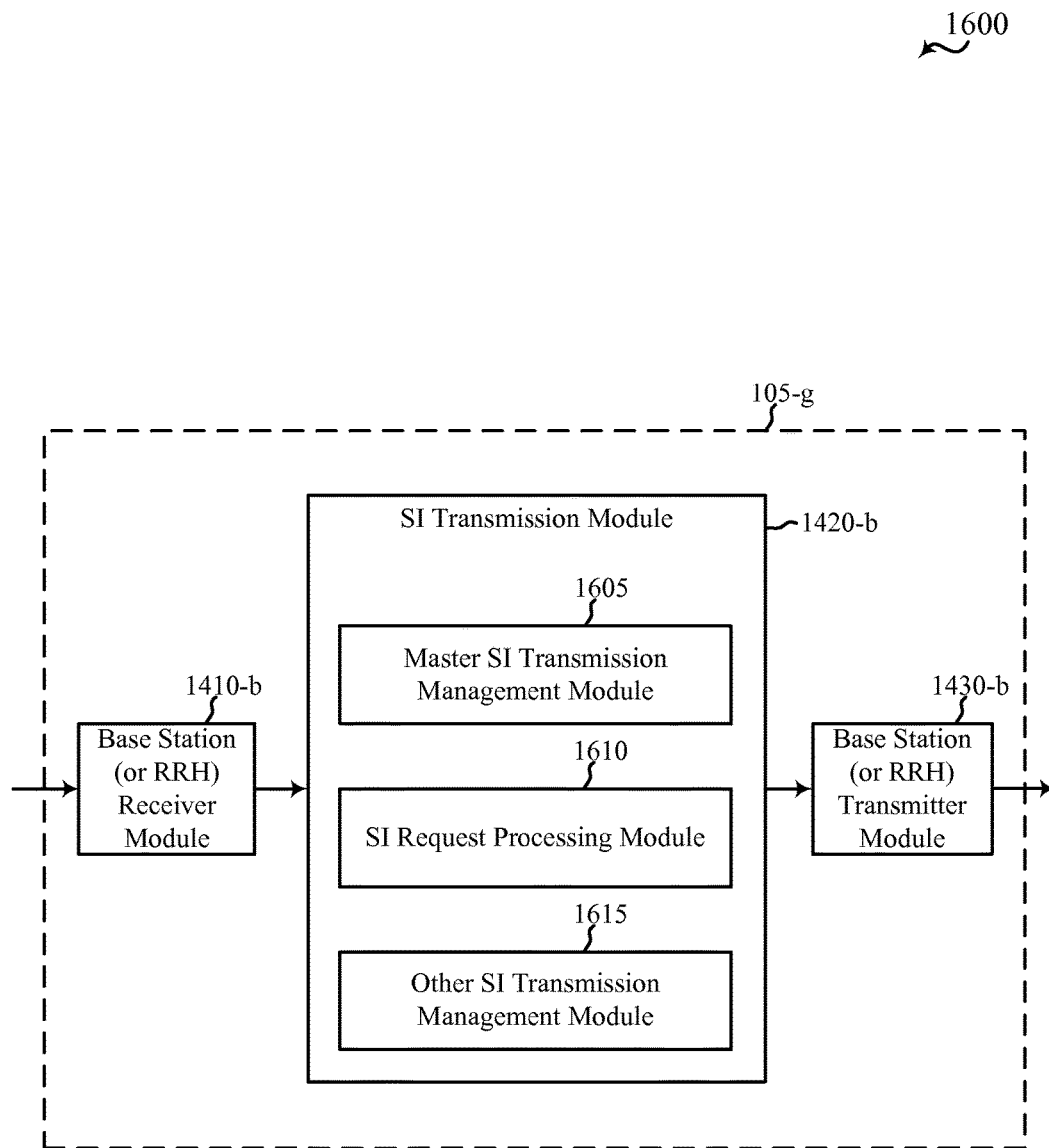 1600
105-g
SI Transmission Module
1420-b
1605
Master SI Transmission
Management Module
1410-b
Base Station
(or RRH)
Receiver
Module
1610
SI Request Processing Module
1430-b
Base Station
(or RRH)
Transmitter
Module
1615
Other SI Transmission
Management Module